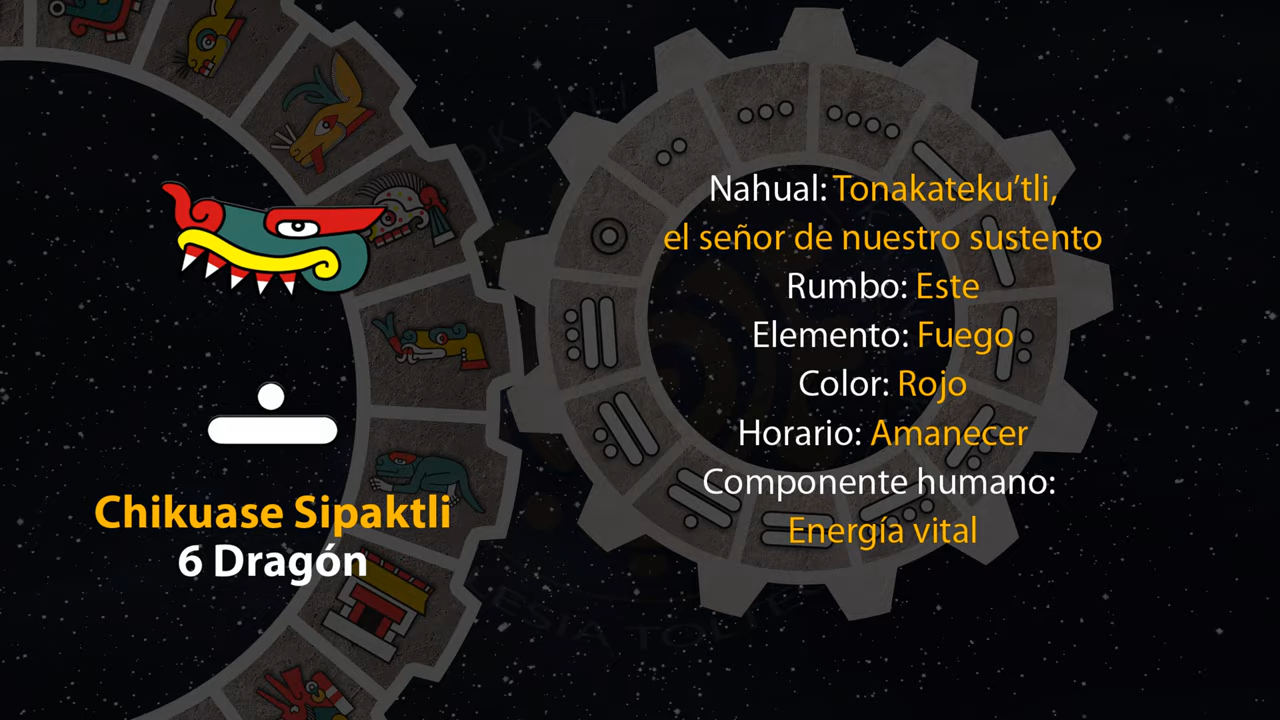 Chikuase Sipaktli
6 Dragón
Nahual: Tonakateku’tli,
el señor de nuestro sustento
Rumbo: Este
Elemento: Fuego
Color: Rojo
Horario: Amanecer
Componente humano:
Energía vital